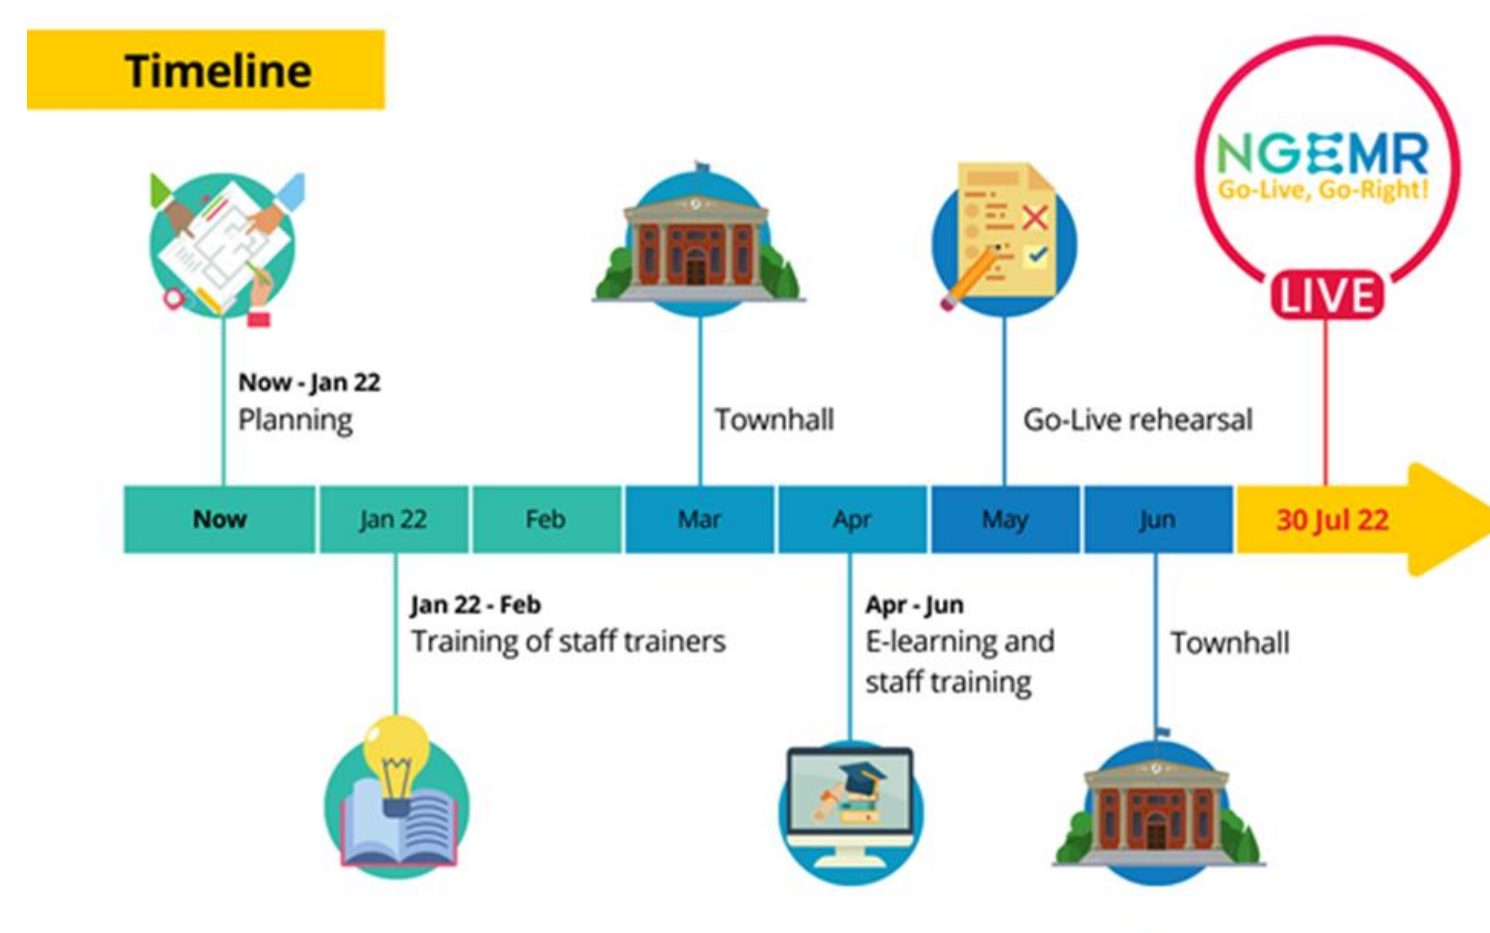 Timeline
NGEMR
Go-Live, Go-Right!
LIVE
Now - Jan 22
Planning
Townhall
Go-Live rehearsal
Now
Jan 22
Feb
Mar
Apr
May
Jun
30 Jul 22
Jan 22 - Feb
Training of staff trainers
Apr - Jun
E-learning and
staff training
Townhall